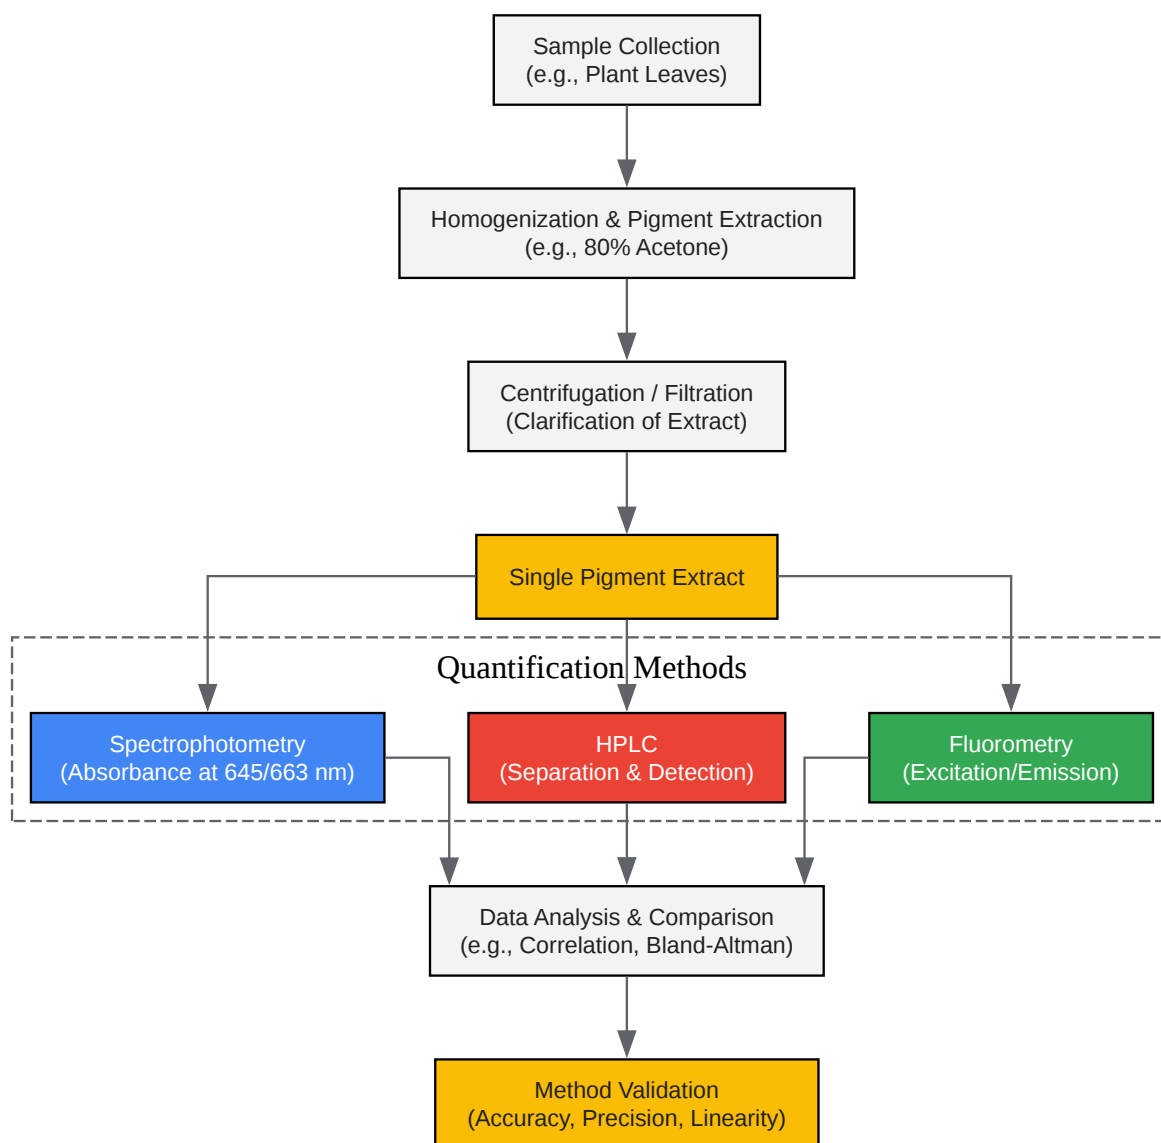 Sample Collection
(e.g., Plant Leaves)
Homogenization & Pigment Extraction
(e.g., 80% Acetone)
Centrifugation / Filtration
(Clarification of Extract)
Single Pigment Extract
Quantification Methods
Spectrophotometry
(Absorbance at 645/663 nm)
HPLC
(Separation & Detection)
Fluorometry
(Excitation/Emission)
Data Analysis & Comparison
(e.g., Correlation, Bland-Altman)
Method Validation
(Accuracy, Precision, Linearity)